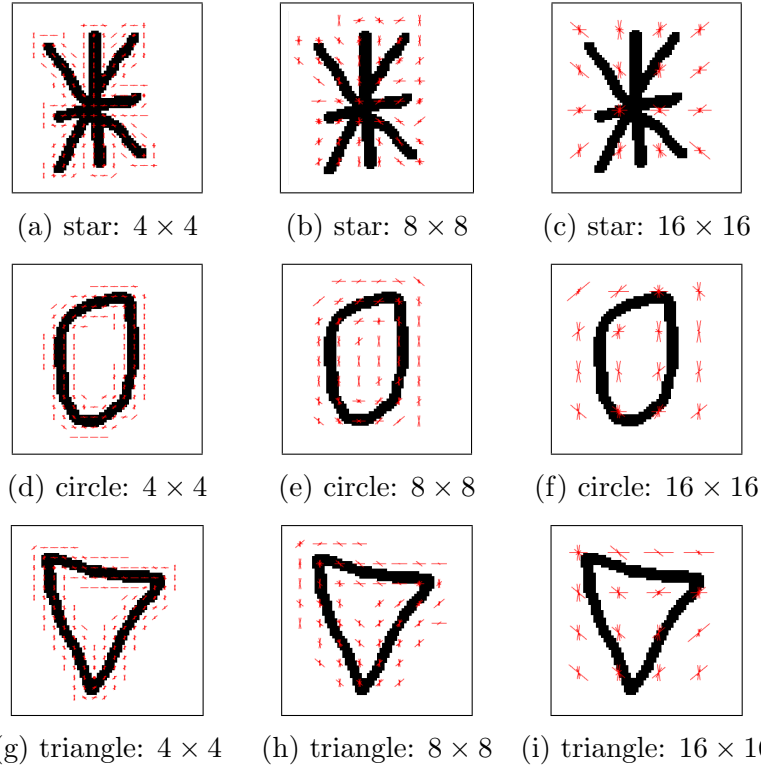 (a) star: 4 × 4 (b) star: 8 × 8 (c) star: 16 × 16
(d) circle: 4 × 4 (e) circle: 8 × 8 (f) circle: 16 × 16
g) triangle: 4 × 4 (h) triangle: 8 × 8 (i) triangle: 16 × 16